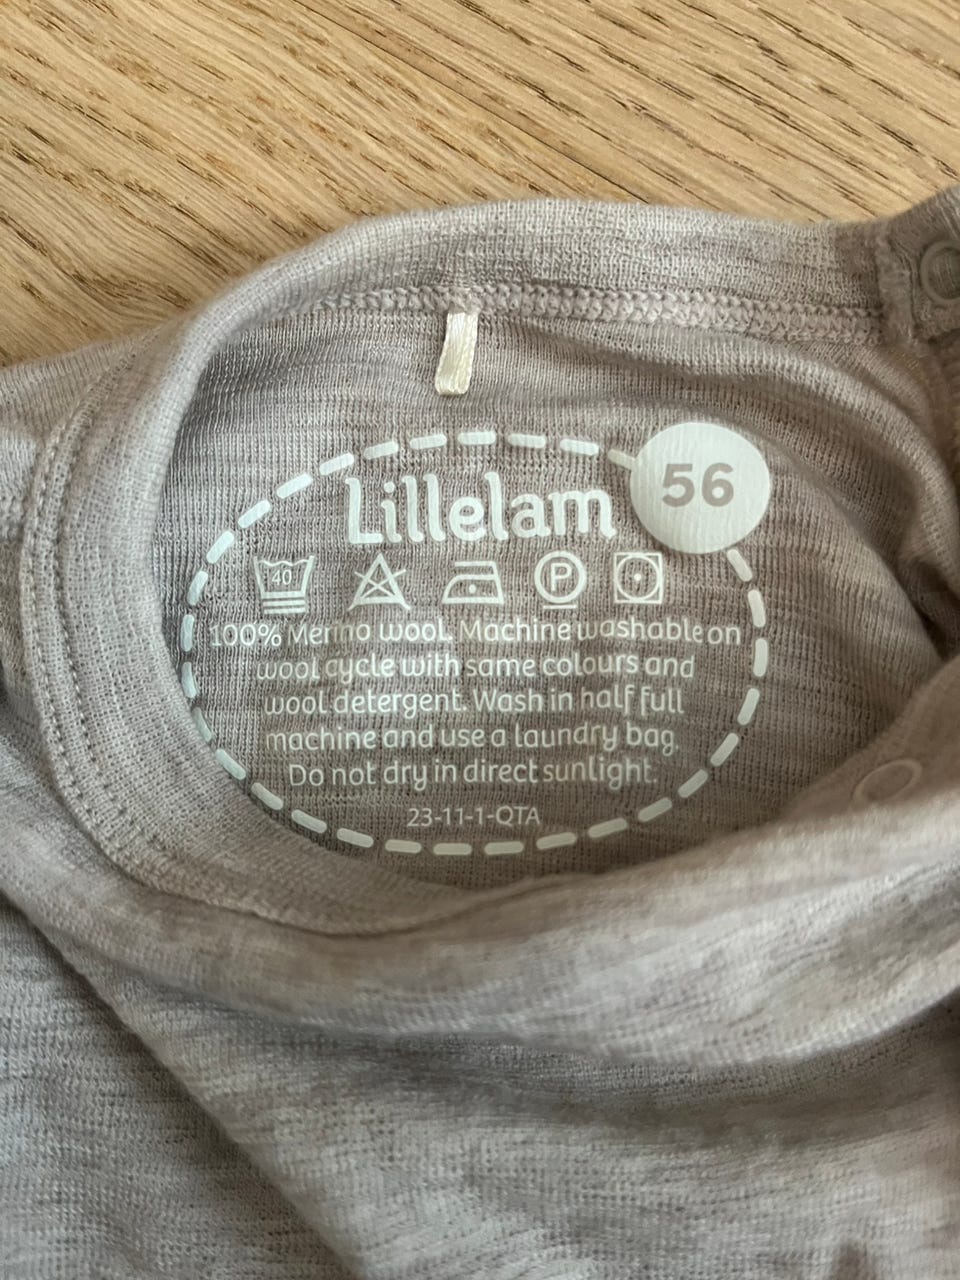 Lillelam
56
40
P
100% Merino wool. Machine washable on
wool cycle with same colours and
wool detergent. Wash in half full
machine and use a laundry bag.
Do not dry in direct sunlight.
23-11-1-QTA